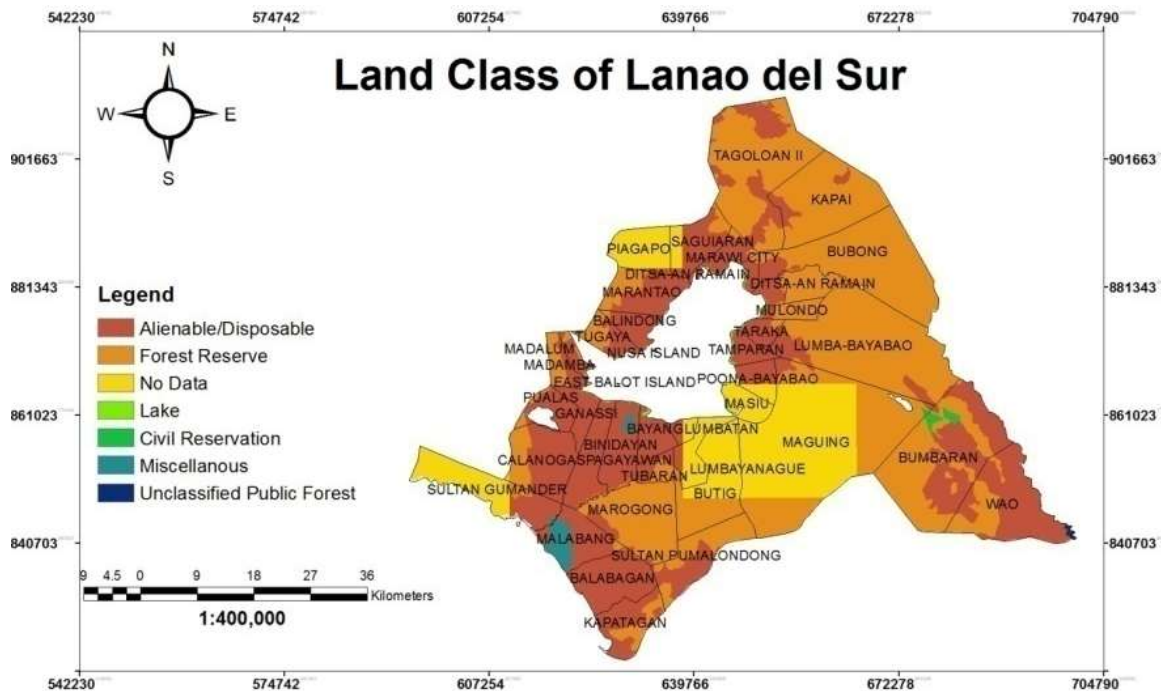 542230 574742 607254 639766 672278 704790
Land Class of Lanao del Sur
N
W E
S
901663 901663
TAGOLOAN II
KAPAI
PIAGAPO SAGUIARAN
MARAWI CITY BUBONG
DITSA-AN RAMAIN DITSA-AN RAMAIN
881343 881343
MARANTAO
MULONDO
BALINDONG
TUGAYA TARAKA
MADALUM NUSA ISLAND TAMPARAN LUMBA-BAYABAO
MADAMBA
EAST BALOT ISLAND POONA-BAYABAO
PUALAS MASIU
861023 861023
GANASSI
BAYANG LUMBATAN
BINIDAYAN MAGUING
CALANOGAS PAGAYAWAN BUMBARAN
TUBARAN LUMBAYANAGUE
SULTAN GUMANDER BUTIG
MAROGONG WAO
840703 840703
MALABANG
SULTAN PUMALONDONG
BALABAGAN
KAPATAGAN
Legend
Alienable/Disposable
Forest Reserve
No Data
Lake
Civil Reservation
Miscellanous
Unclassified Public Forest
9 4.5 0 9 18 27 36
Kilometers
1:400,000
542230 574742 607254 639766 672278 704790